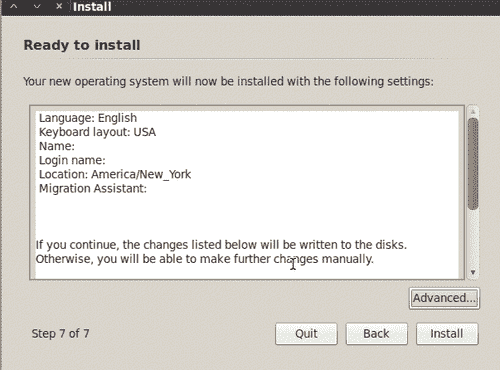 Install
Ready to install
Your new operating system will now be installed with the following settings:
Language: English
Keyboard layout: USA
Name:
Login name:
Location: America/New_York
Migration Assistant:
If you continue, the changes listed below will be written to the disks.
Otherwise, you will be able to make further changes manually.
Advanced...
Step 7 of 7
Quit
Back
Install